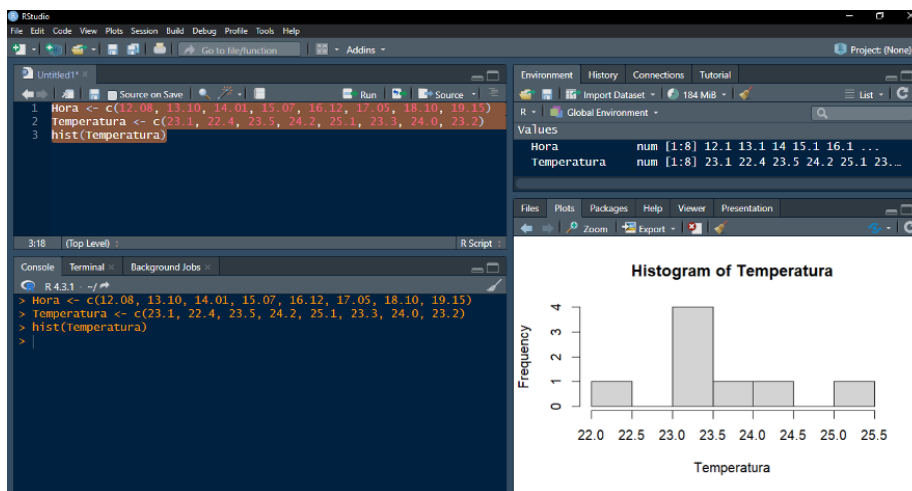 RStudio
File Edit Code View Plots Session Build Debug Profile Tools Help
Go to file/function Addins Project: (None)
Untitled1*
Source on Save Run Source
1 Hora <- c(12.08, 13.10, 14.01, 15.07, 16.12, 17.05, 18.10, 19.15)
2 Temperatura <- c(23.1, 22.4, 23.5, 24.2, 25.1, 23.3, 24.0, 23.2)
3 hist(Temperatura)
3:18 (Top Level) R Script
Console Terminal Background Jobs
R 4.3.1 · ~/
> Hora <- c(12.08, 13.10, 14.01, 15.07, 16.12, 17.05, 18.10, 19.15)
> Temperatura <- c(23.1, 22.4, 23.5, 24.2, 25.1, 23.3, 24.0, 23.2)
> hist(Temperatura)
>
Environment History Connections Tutorial
Import Dataset 184 MiB List
R Global Environment
Values
Hora num [1:8] 12.1 13.1 14 15.1 16.1 ...
Temperatura num [1:8] 23.1 22.4 23.5 24.2 25.1 23...
Files Plots Packages Help Viewer Presentation
Zoom Export
Histogram of Temperatura
Frequency
4
3
2
1
0
22.0 22.5 23.0 23.5 24.0 24.5 25.0 25.5
Temperatura